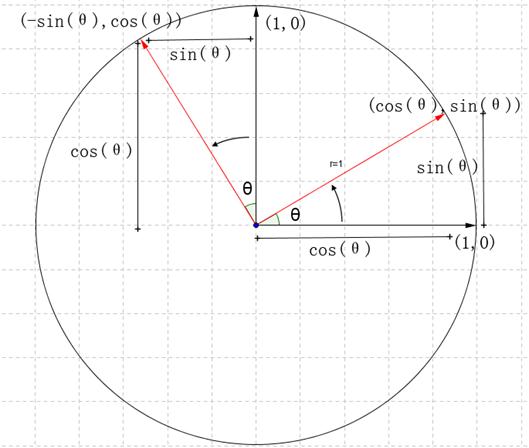 (-sin(θ),cos(θ))
(1,0)
sin(θ)
(cos(θ),sin(θ))
cos(θ)
r=1
sin(θ)
θ
θ
(1,0)
cos(θ)